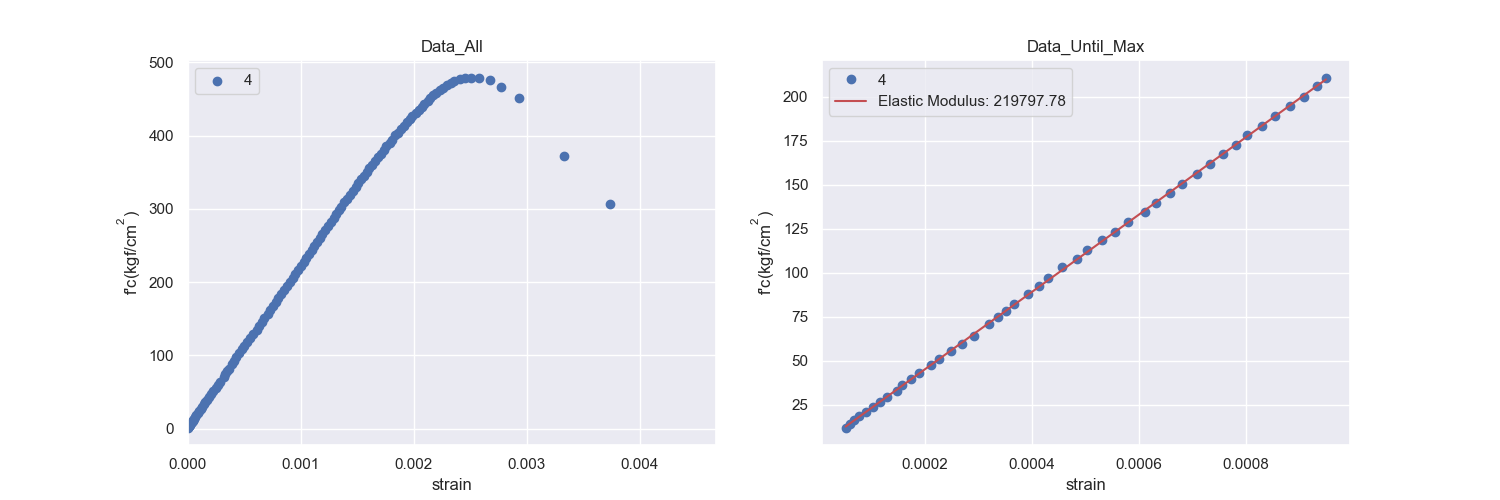 Data_All
4
500
400
300
200
100
0
f'c(kgf/cm²)
0.000 0.001 0.002 0.003 0.004
strain
Data_Until_Max
4
Elastic Modulus: 219797.78
200
175
150
125
100
75
50
25
f'c(kgf/cm²)
0.0002 0.0004 0.0006 0.0008
strain